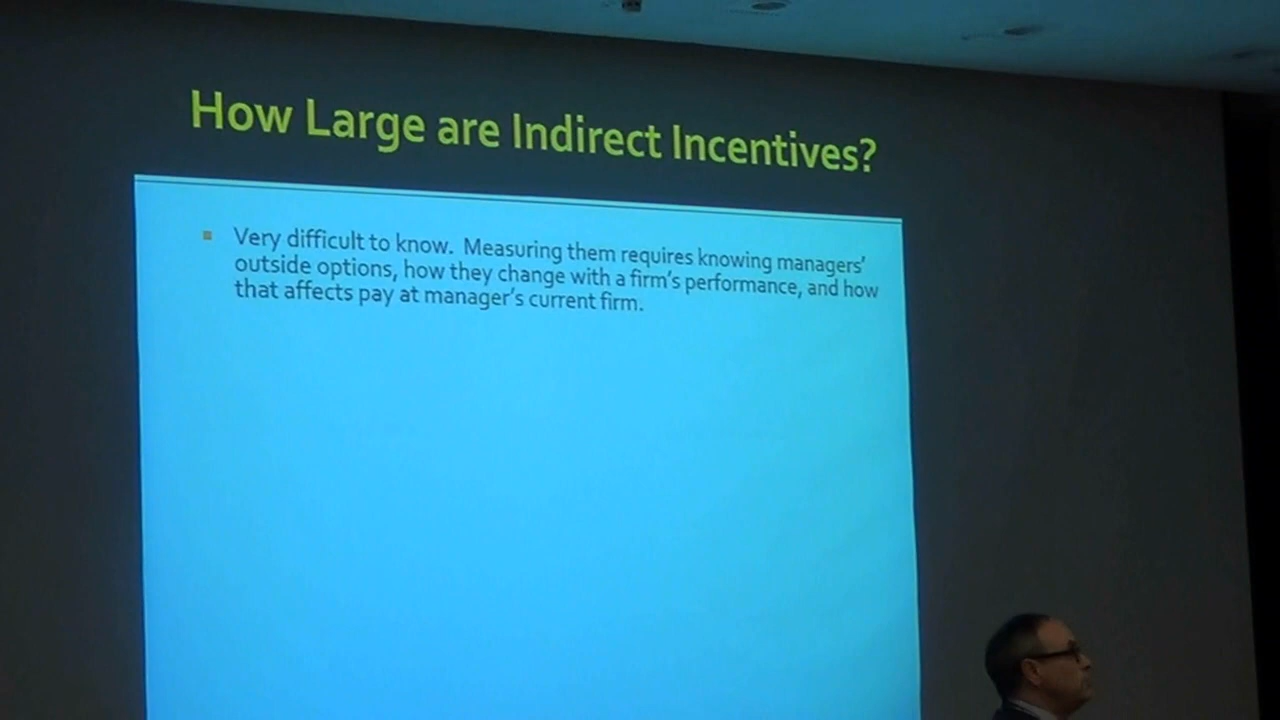 How Large are Indirect Incentives?
Very difficult to know.  Measuring them requires knowing managers'
outside options, how they change with a firm's performance, and how
that affects pay at manager's current firm.